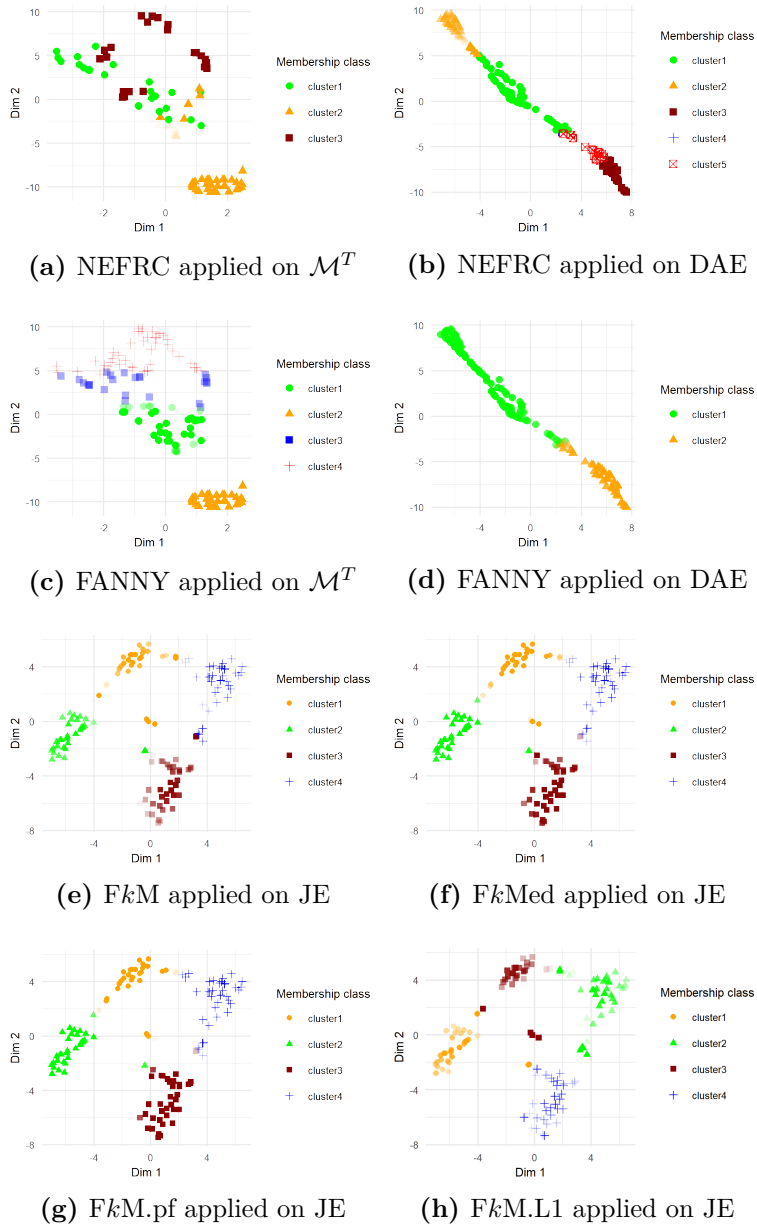 10
5
0
-5
-10
Dim 2
-2
0
2
Dim 1
Membership class
cluster1
cluster2
cluster3
(a) NEFRC applied on 𝓜ᵀ
10
5
0
-5
-10
Dim 2
-4
0
4
8
Dim 1
Membership class
cluster1
cluster2
cluster3
cluster4
cluster5
(b) NEFRC applied on DAE
10
5
0
-5
-10
Dim 2
-2
0
2
Dim 1
Membership class
cluster1
cluster2
cluster3
cluster4
(c) FANNY applied on 𝓜ᵀ
10
5
0
-5
-10
Dim 2
-4
0
4
8
Dim 1
Membership class
cluster1
cluster2
(d) FANNY applied on DAE
4
0
-4
-8
Dim 2
-4
0
4
Dim 1
Membership class
cluster1
cluster2
cluster3
cluster4
(e) FkM applied on JE
4
0
-4
-8
Dim 2
-4
0
4
Dim 1
Membership class
cluster1
cluster2
cluster3
cluster4
(f) FkMed applied on JE
4
0
-4
-8
Dim 2
-4
0
4
Dim 1
Membership class
cluster1
cluster2
cluster3
cluster4
(g) FkM.pf applied on JE
4
0
-4
-8
Dim 2
-4
0
4
Dim 1
Membership class
cluster1
cluster2
cluster3
cluster4
(h) FkM.L1 applied on JE